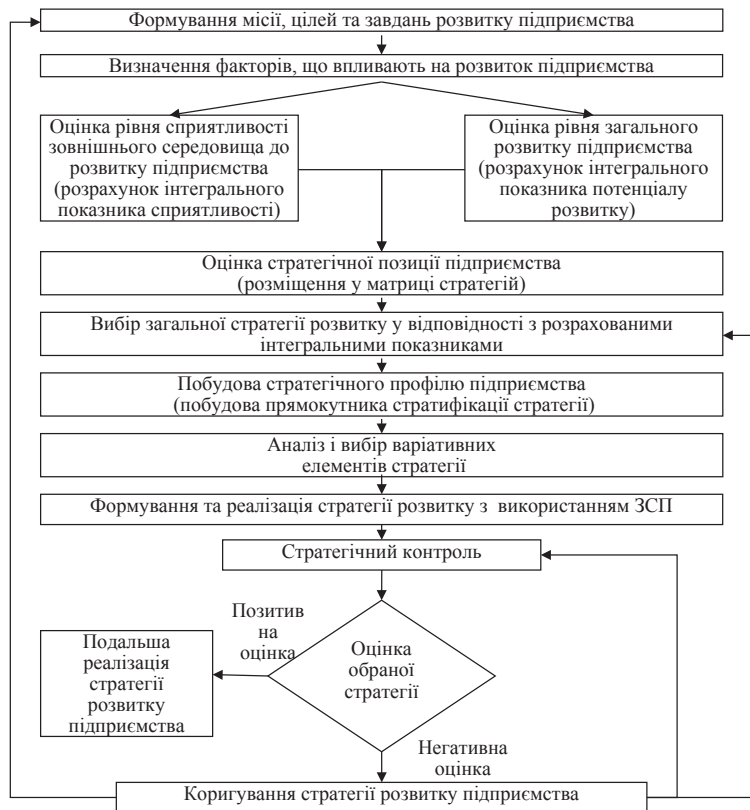 Формування місії, цілей та завдань розвитку підприємства
Визначення факторів, що впливають на розвиток підприємства
Оцінка рівня сприятливості
зовнішнього середовища до
розвитку підприємства
(розрахунок інтегрального
показника сприятливості)
Оцінка рівня загального
розвитку підприємства
(розрахунок інтегрального
показника потенціалу
розвитку)
Оцінка стратегічної позиції підприємства
(розміщення у матриці стратегій)
Вибір загальної стратегії розвитку у відповідності з розрахованими
інтегральними показниками
Побудова стратегічного профілю підприємства
(побудова прямокутника стратифікації стратегії)
Аналіз і вибір варіативних
елементів стратегії
Формування та реалізація стратегії розвитку з використанням ЗСП
Стратегічний контроль
Позитив
на
оцінка
Подальша
реалізація
стратегії
розвитку
підприємства
Оцінка
обраної
стратегії
Негативна
оцінка
Коригування стратегії розвитку підприємства